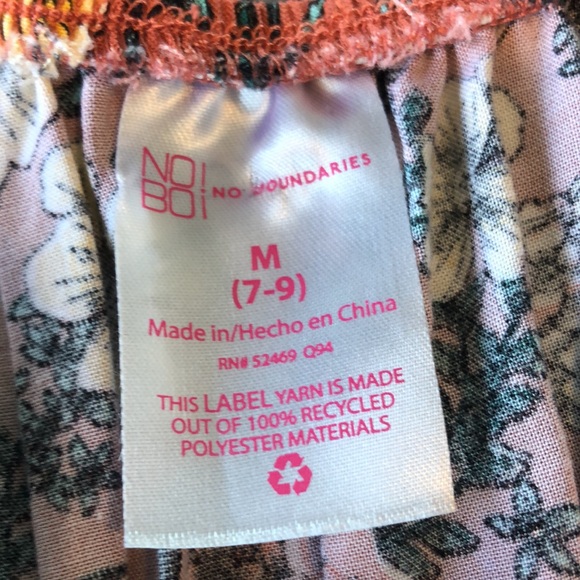 NO!
BO¡
NO BOUNDARIES
M
(7-9)
Made in/Hecho en China
RN# 52469 Q94
THIS LABEL YARN IS MADE
OUT OF 100% RECYCLED
POLYESTER MATERIALS